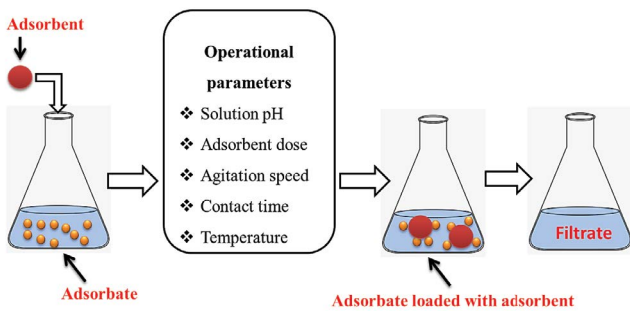 Adsorbent
Operational
parameters
❖ Solution pH
❖ Adsorbent dose
❖ Agitation speed
❖ Contact time
❖ Temperature
Filtrate
Adsorbate
Adsorbate loaded with adsorbent